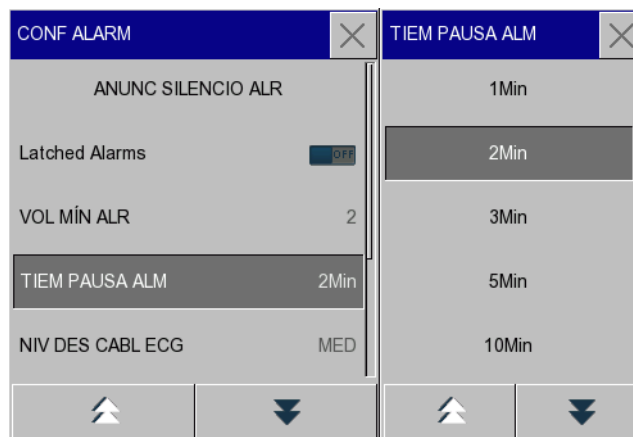 CONF ALARM
ANUNC SILENCIO ALR
Latched Alarms OFF
VOL MÍN ALR 2
TIEM PAUSA ALM 2Min
NIV DES CABL ECG MED
TIEM PAUSA ALM
1Min
2Min
3Min
5Min
10Min